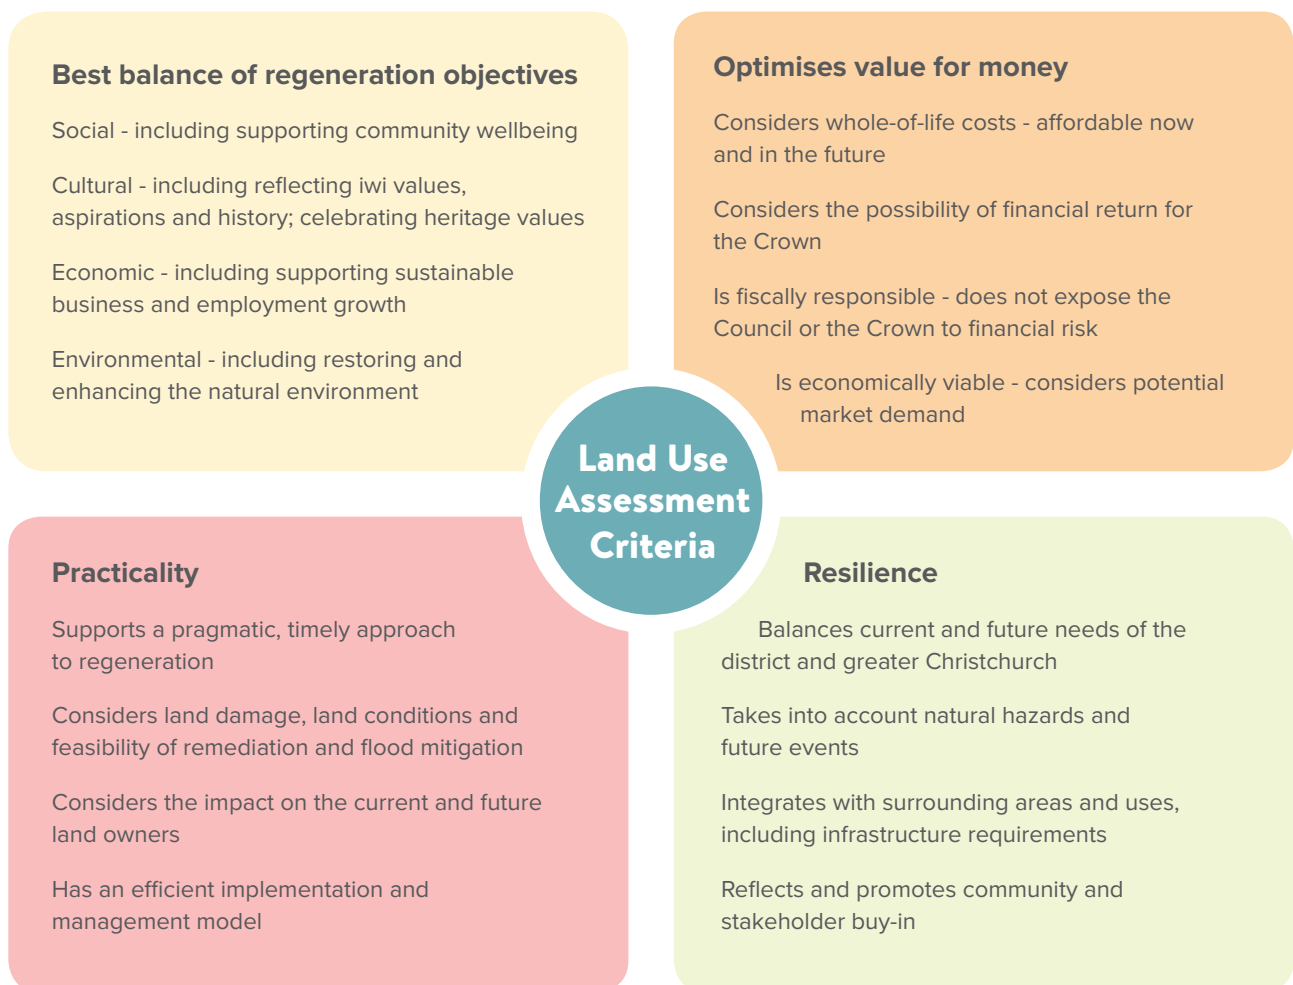 Best balance of regeneration objectives
Social - including supporting community wellbeing
Cultural - including reflecting iwi values,
aspirations and history; celebrating heritage values
Economic - including supporting sustainable
business and employment growth
Environmental - including restoring and
enhancing the natural environment
Optimises value for money
Considers whole-of-life costs - affordable now
and in the future
Considers the possibility of financial return for
the Crown
Is fiscally responsible - does not expose the
Council or the Crown to financial risk
Is economically viable - considers potential
market demand
Land Use
Assessment
Criteria
Practicality
Supports a pragmatic, timely approach
to regeneration
Considers land damage, land conditions and
feasibility of remediation and flood mitigation
Considers the impact on the current and future
land owners
Has an efficient implementation and
management model
Resilience
Balances current and future needs of the
district and greater Christchurch
Takes into account natural hazards and
future events
Integrates with surrounding areas and uses,
including infrastructure requirements
Reflects and promotes community and
stakeholder buy-in